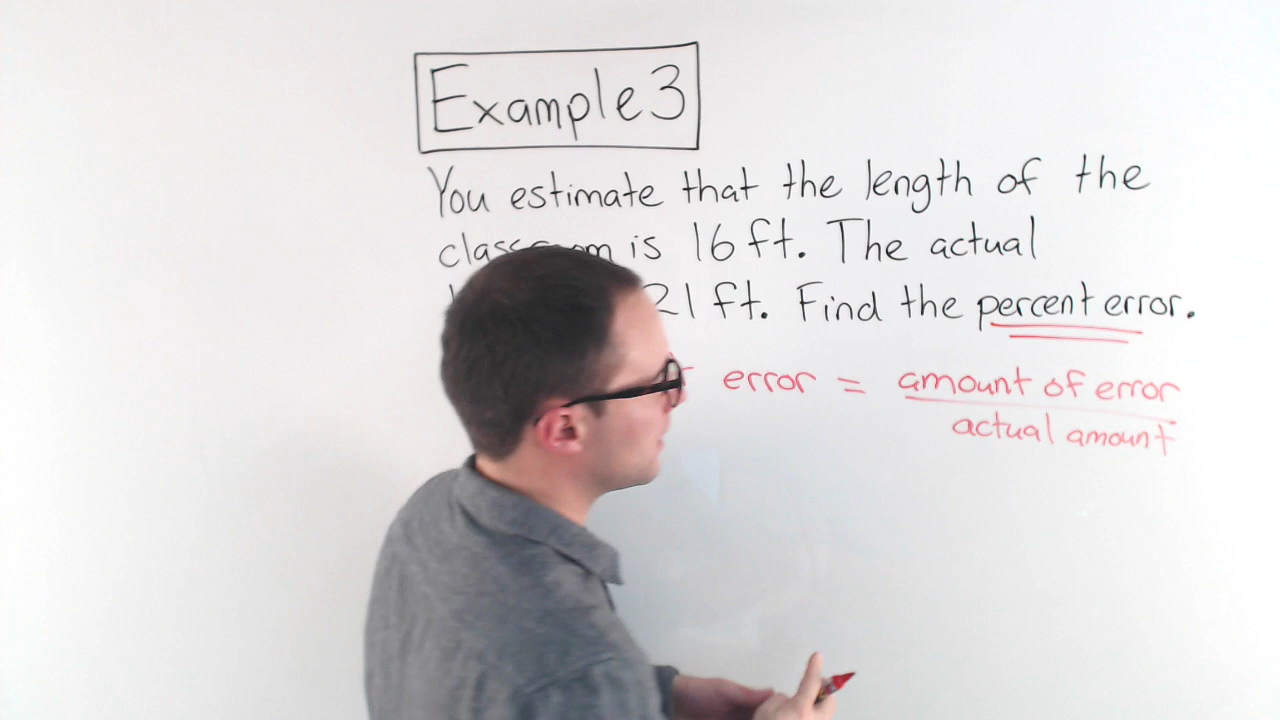 Example 3
You estimate that the length of the
is 16 ft. The actual
21 ft. Find the percent error.
error = amount of error
actual amount